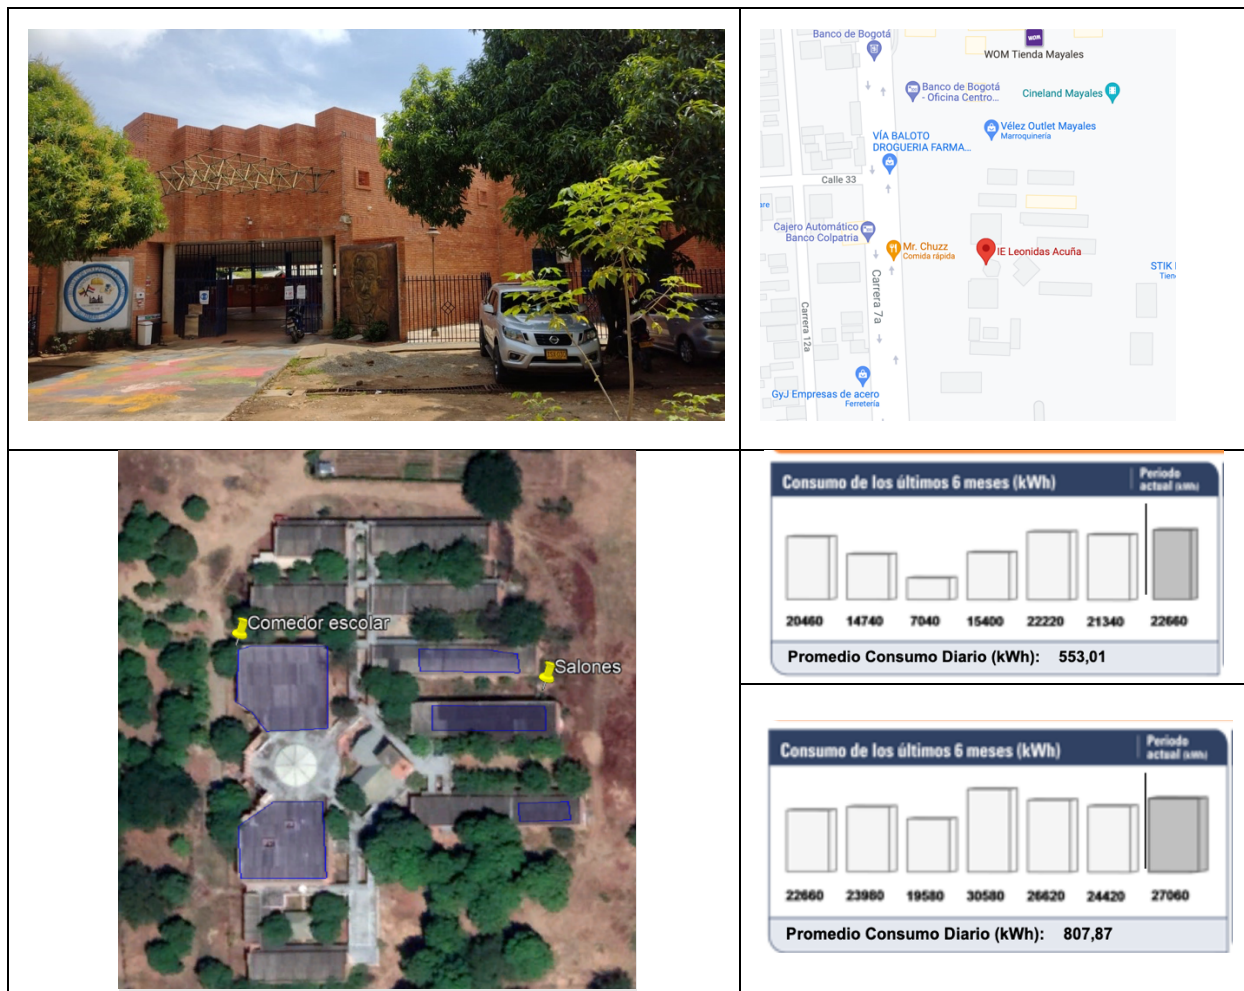 Banco de Bogotá
WOM
WOM Tienda Mayales
Banco de Bogotá
- Oficina Centro...
Cineland Mayales
Vélez Outlet Mayales
Marroquinería
VÍA BALOTO
DROGUERIA FARMA...
Calle 33
Cajero Automático
Banco Colpatria
Mr. Chuzz
Comida rápida
IE Leonidas Acuña
STIK
Tien
Carrera 7a
Carrera 12a
GyJ Empresas de acero
Ferretería
Comedor escolar
Salones
Consumo de los últimos 6 meses (kWh)
Periodo
actual (kWh)
20460 14740 7040 15400 22220 21340 22660
Promedio Consumo Diario (kWh): 553,01
Consumo de los últimos 6 meses (kWh)
Periodo
actual (kWh)
22660 23980 19580 30580 26620 24420 27060
Promedio Consumo Diario (kWh): 807,87